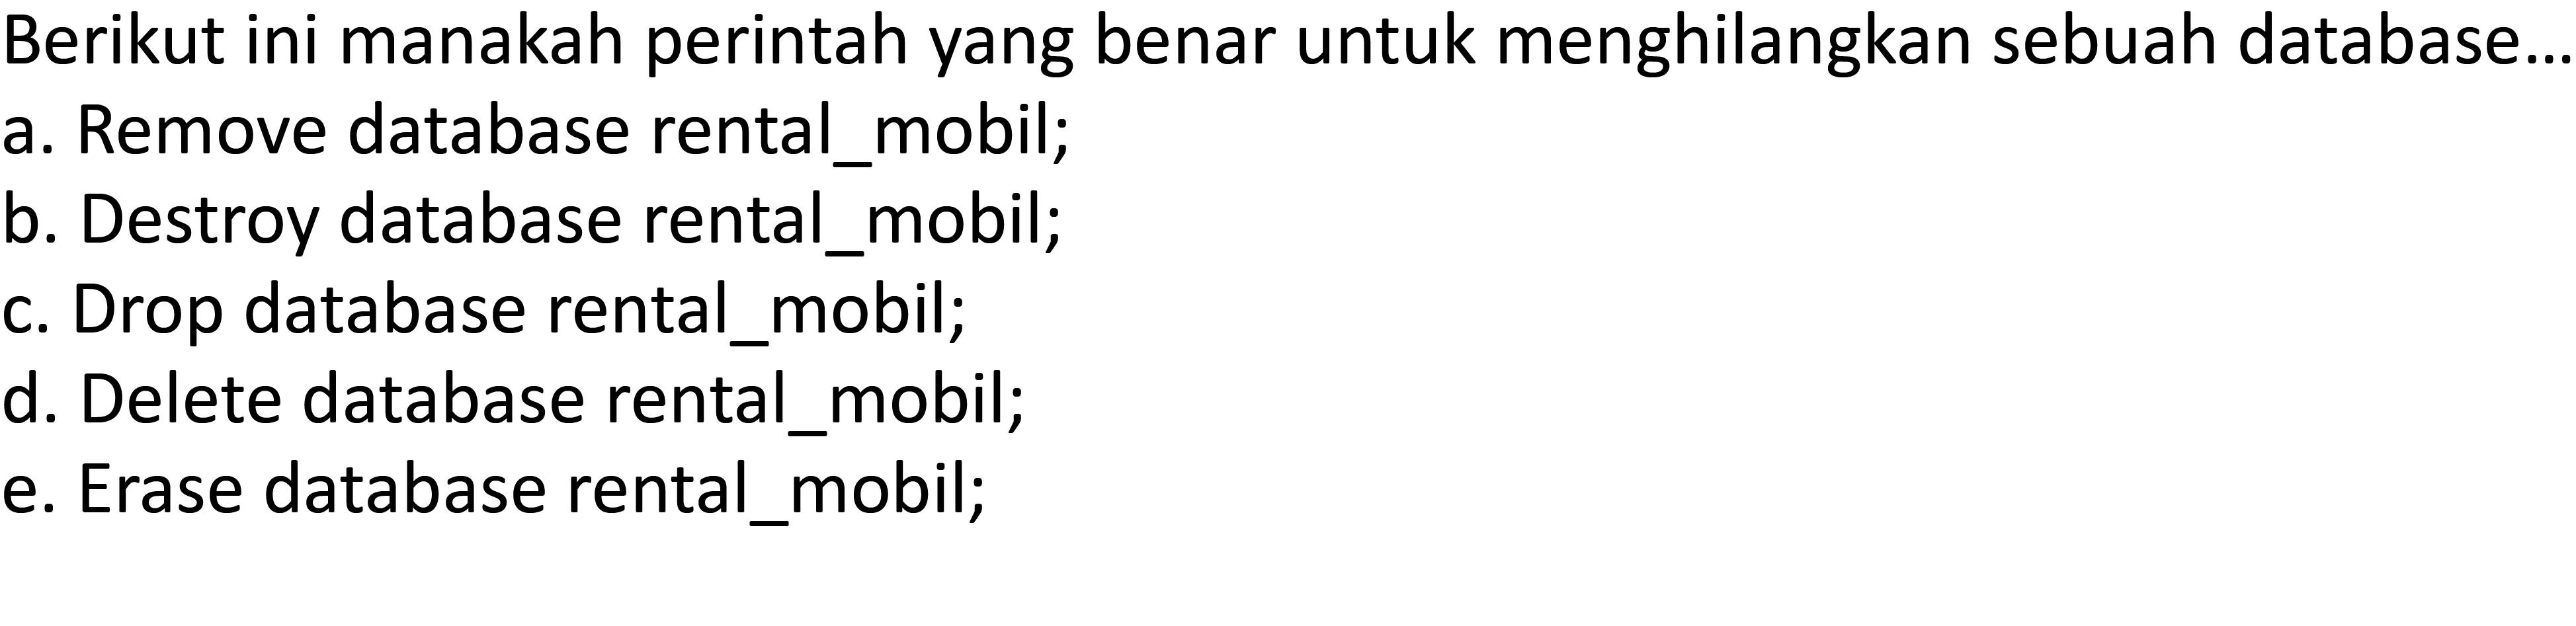 Berikut ini manakah perintah yang benar untuk menghilangkan sebuah database...
a. Remove database rental_mobil;
b. Destroy database rental_mobil;
c. Drop database rental_mobil;
d. Delete database rental_mobil;
e. Erase database rental_mobil;